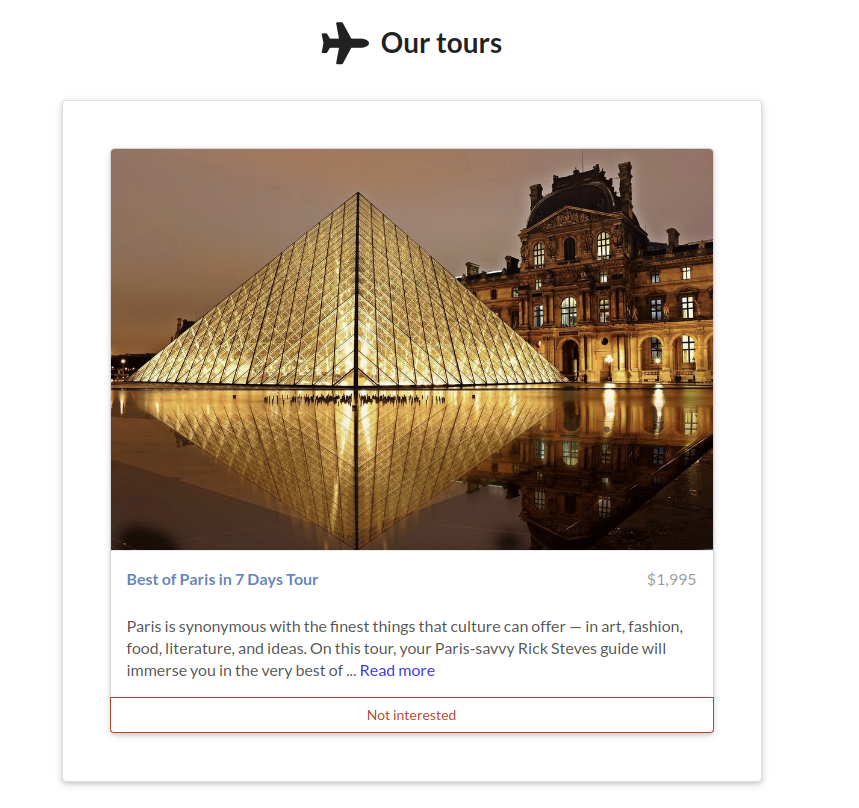 Our tours
Best of Paris in 7 Days Tour
$1,995
Paris is synonymous with the finest things that culture can offer — in art, fashion,
food, literature, and ideas. On this tour, your Paris-savvy Rick Steves guide will
immerse you in the very best of ... Read more
Not interested